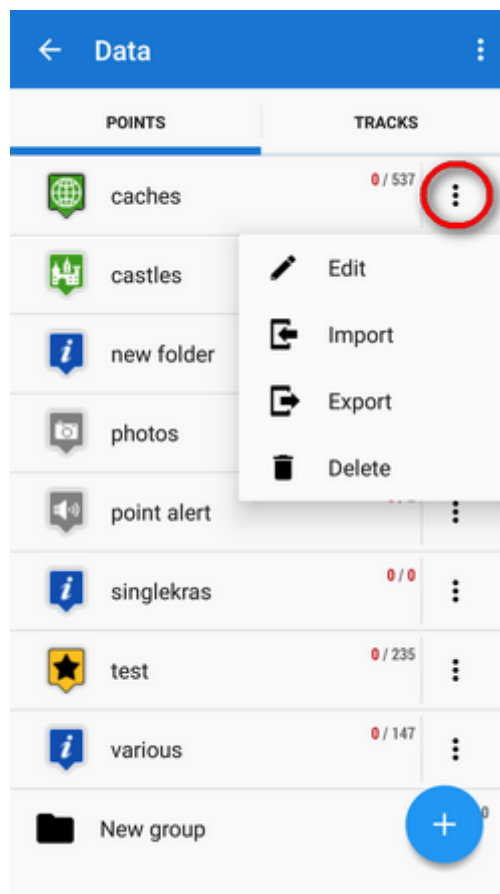 Data
POINTS TRACKS
caches 0 / 537
castles
Edit
Import
new folder
Export
photos
Delete
point alert
singlekras 0 / 0
test 0 / 235
various 0 / 147
New group 0